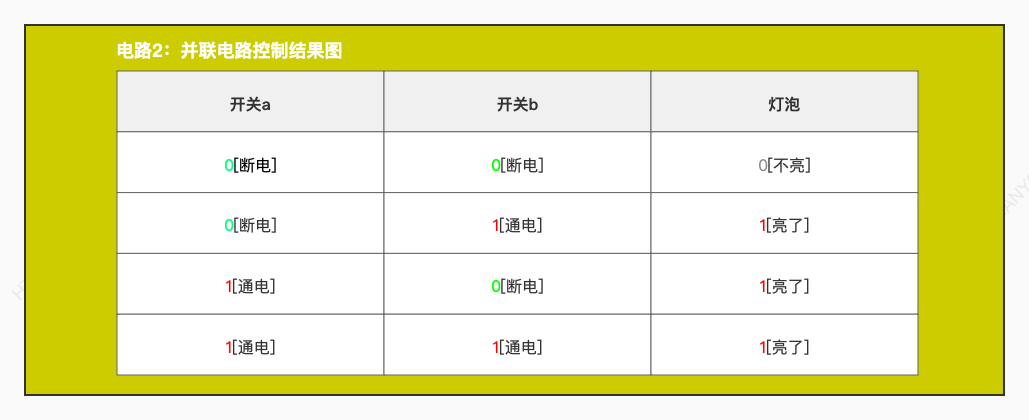 电路2：并联电路控制结果图
开关a 开关b 灯泡
0[断电] 0[断电] 0[不亮]
0[断电] 1[通电] 1[亮了]
1[通电] 0[断电] 1[亮了]
1[通电] 1[通电] 1[亮了]